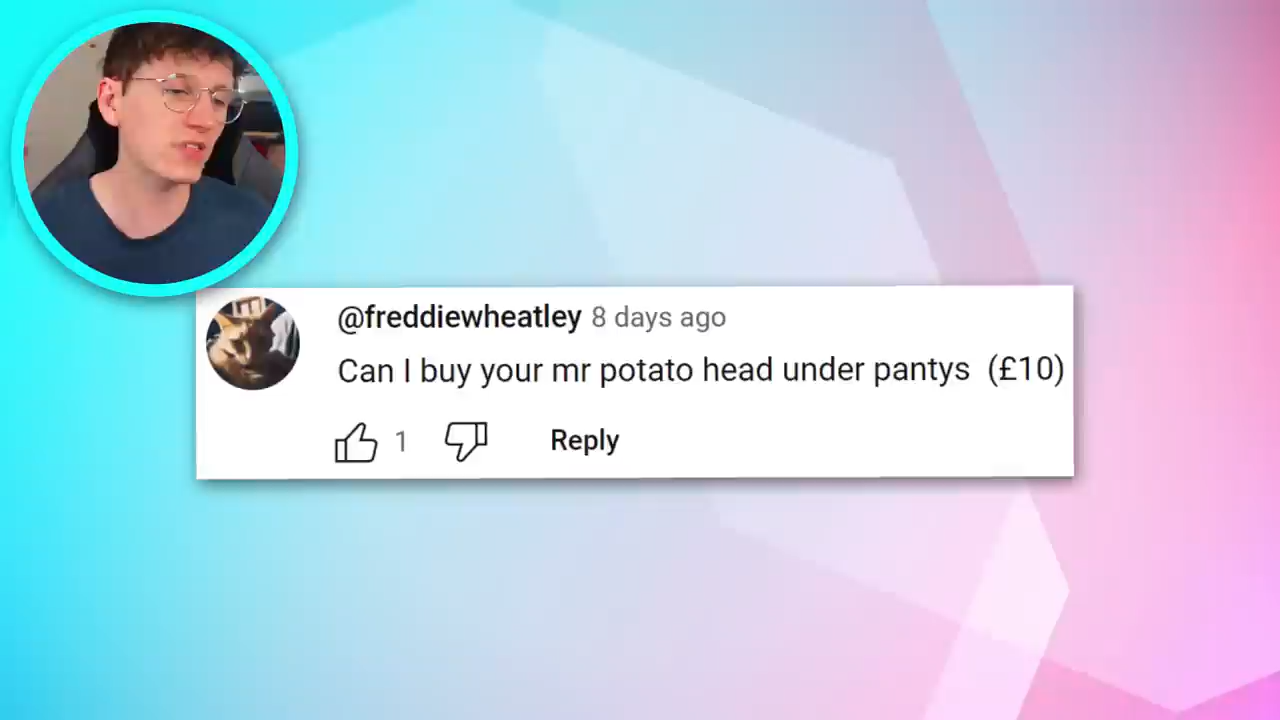 @freddiewheatley 8 days ago
Can I buy your mr potato head under pantys (£10)
1 Reply